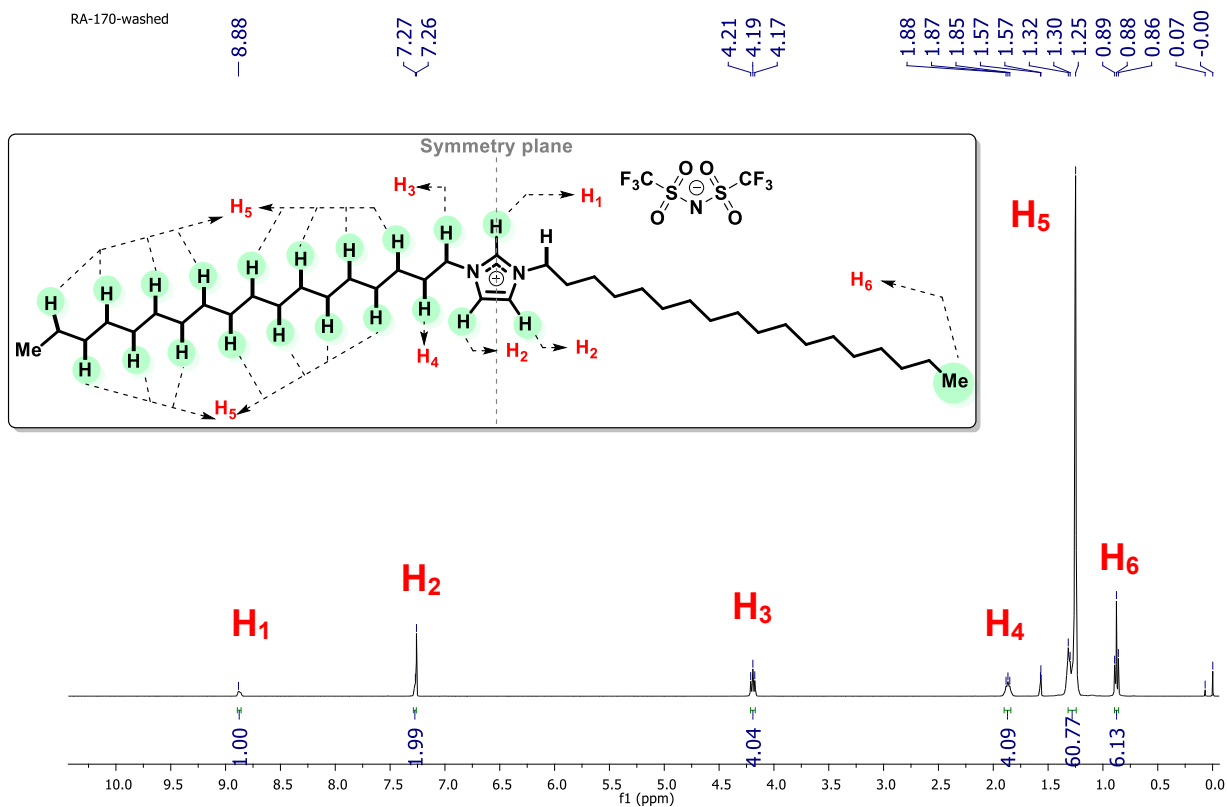 RA-170-washed
8.88
7.27
7.26
4.21
4.19
4.17
1.88
1.87
1.85
1.57
1.57
1.32
1.30
1.25
0.89
0.88
0.86
0.07
-0.00
Symmetry plane
H3
H1
H5
F3C S O O S CF3
O N O
⊖
H H H
H H H H H H H H
N ⊕ N
H H H H H H H H H H
Me
H4
H2
H2
H5
H6
Me
H5
H1
H2
H3
H4
H6
1.00
1.99
4.04
4.09
60.77
6.13
10.0 9.5 9.0 8.5 8.0 7.5 7.0 6.5 6.0 5.5 5.0 4.5 4.0 3.5 3.0 2.5 2.0 1.5 1.0 0.5 0.0
f1 (ppm)